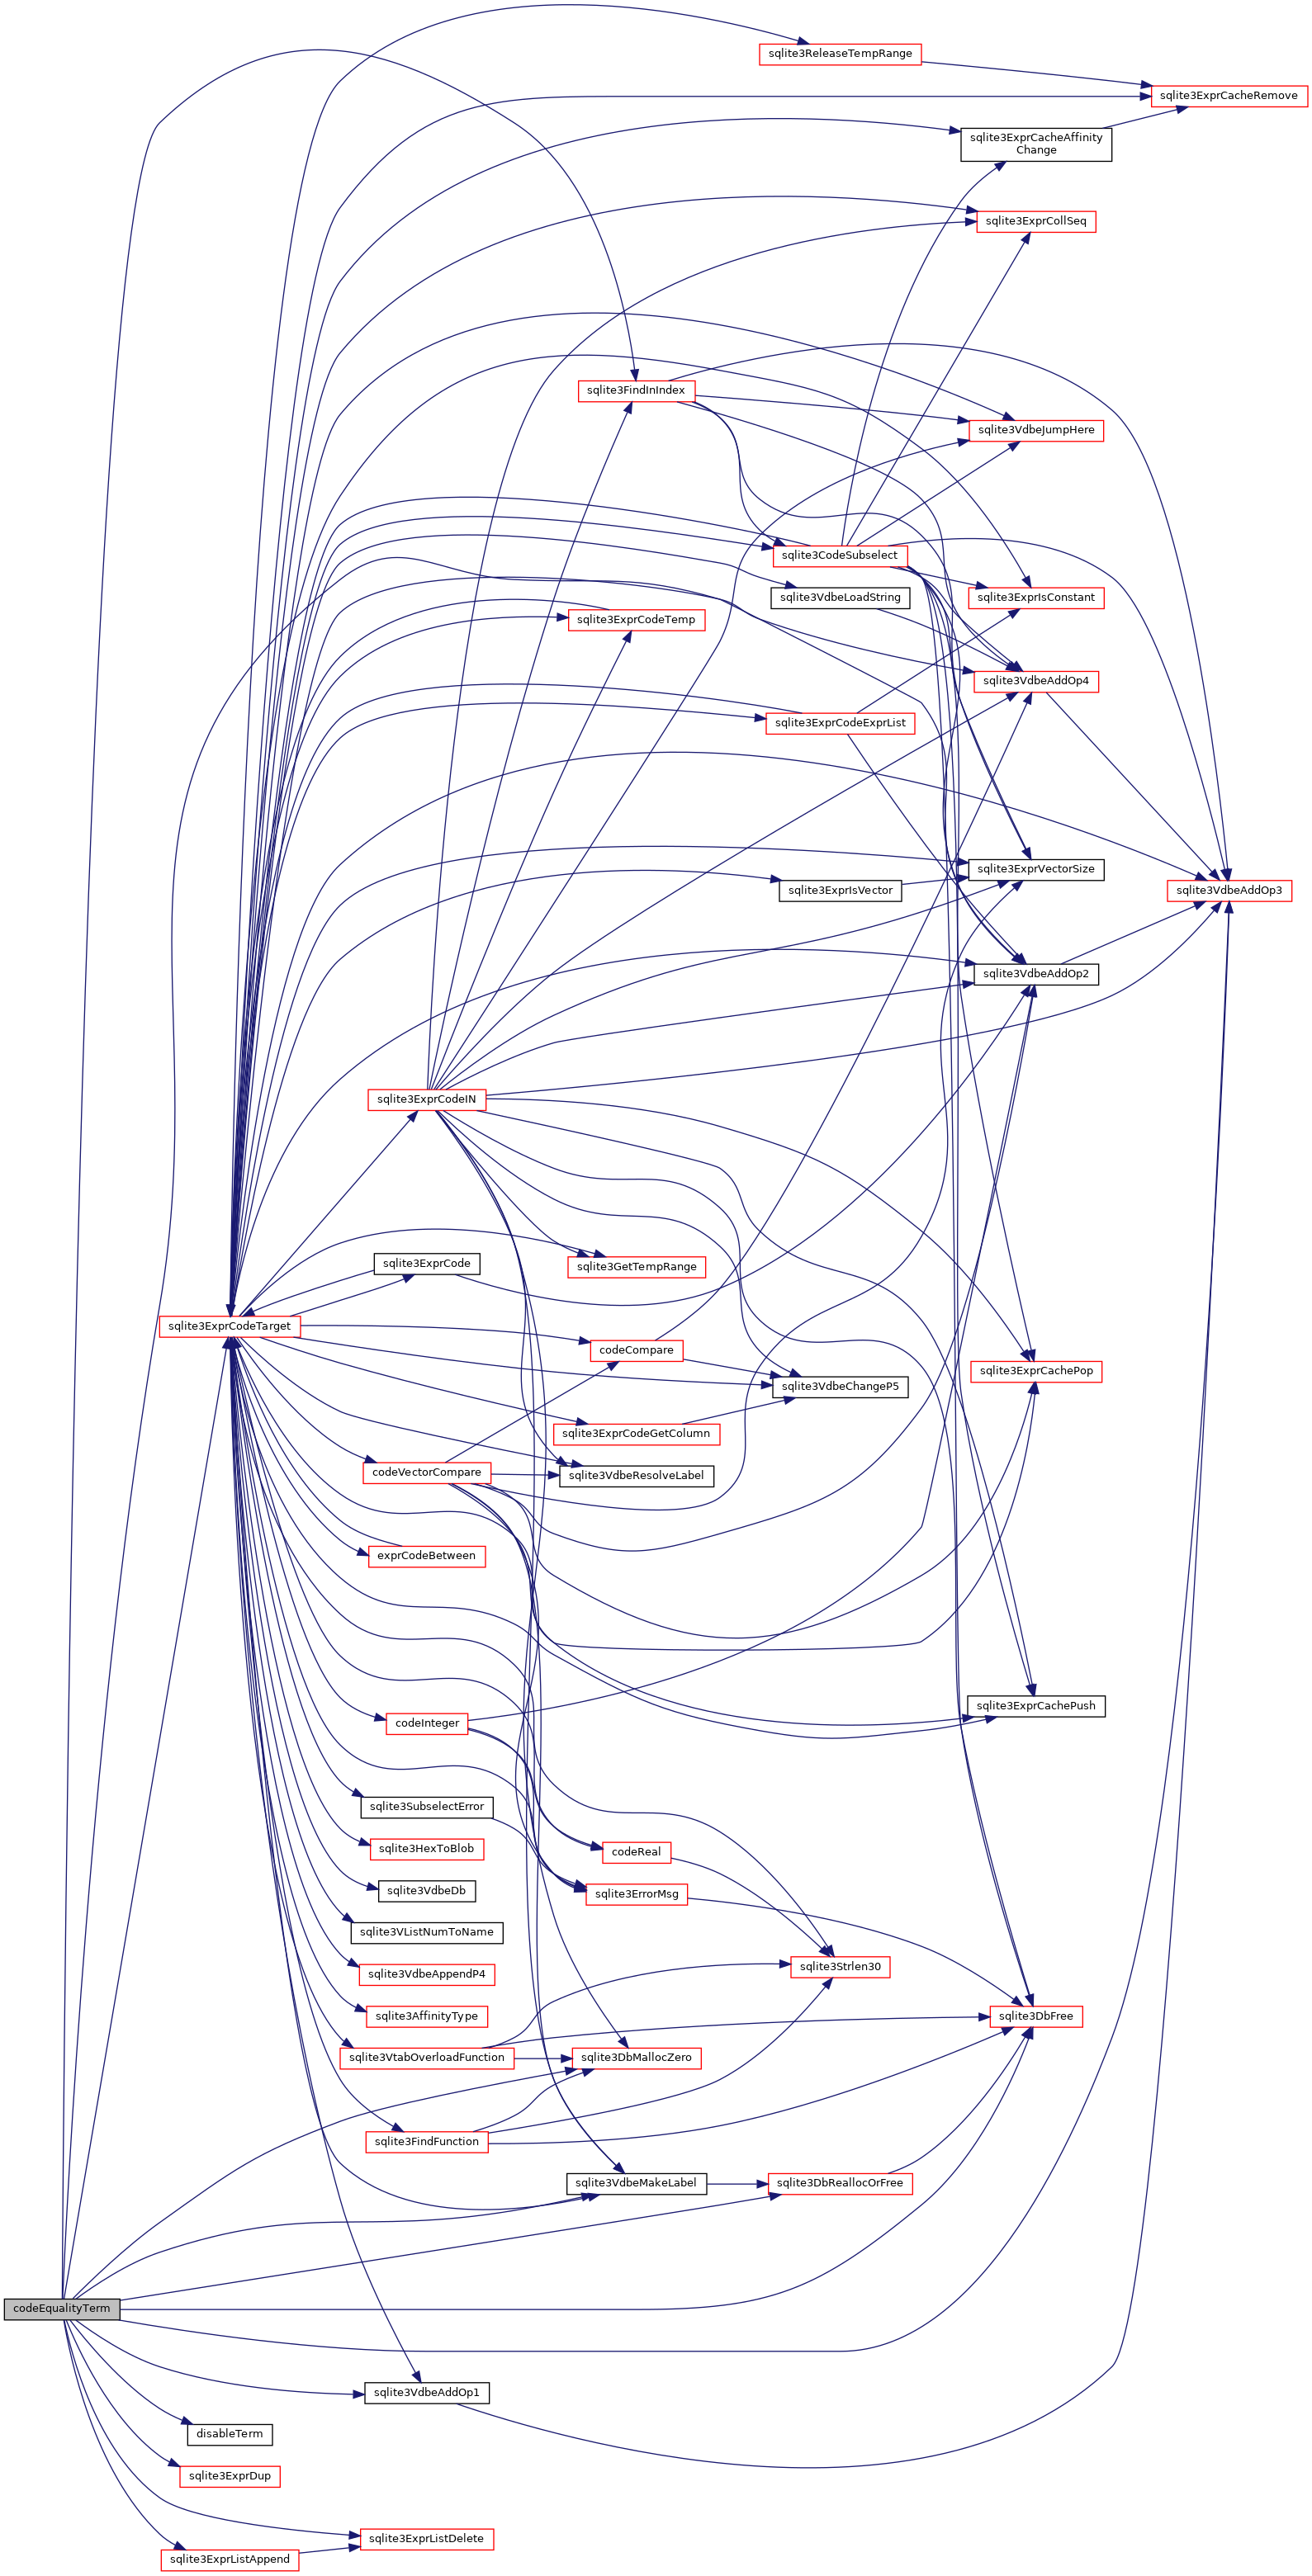 sqlite3ReleaseTempRange
sqlite3ExprCacheRemove
sqlite3ExprCacheAffinity
Change
sqlite3ExprCollSeq
sqlite3FindInIndex
sqlite3VdbeJumpHere
sqlite3CodeSubselect
sqlite3VdbeLoadString
sqlite3ExprIsConstant
sqlite3ExprCodeTemp
sqlite3VdbeAddOp4
sqlite3ExprCodeExprList
sqlite3ExprVectorSize
sqlite3ExprIsVector
sqlite3VdbeAddOp3
sqlite3VdbeAddOp2
sqlite3ExprCodeIN
sqlite3ExprCode
sqlite3GetTempRange
sqlite3ExprCodeTarget
codeCompare
sqlite3ExprCachePop
sqlite3VdbeChangeP5
sqlite3ExprCodeGetColumn
codeVectorCompare
sqlite3VdbeResolveLabel
exprCodeBetween
sqlite3ExprCachePush
codeInteger
sqlite3SubselectError
sqlite3HexToBlob
codeReal
sqlite3VdbeDb
sqlite3ErrorMsg
sqlite3VListNumToName
sqlite3Strlen30
sqlite3VdbeAppendP4
sqlite3AffinityType
sqlite3DbFree
sqlite3VtabOverloadFunction
sqlite3DbMallocZero
sqlite3FindFunction
sqlite3VdbeMakeLabel
sqlite3DbReallocOrFree
codeEqualityTerm
sqlite3VdbeAddOp1
disableTerm
sqlite3ExprDup
sqlite3ExprListDelete
sqlite3ExprListAppend